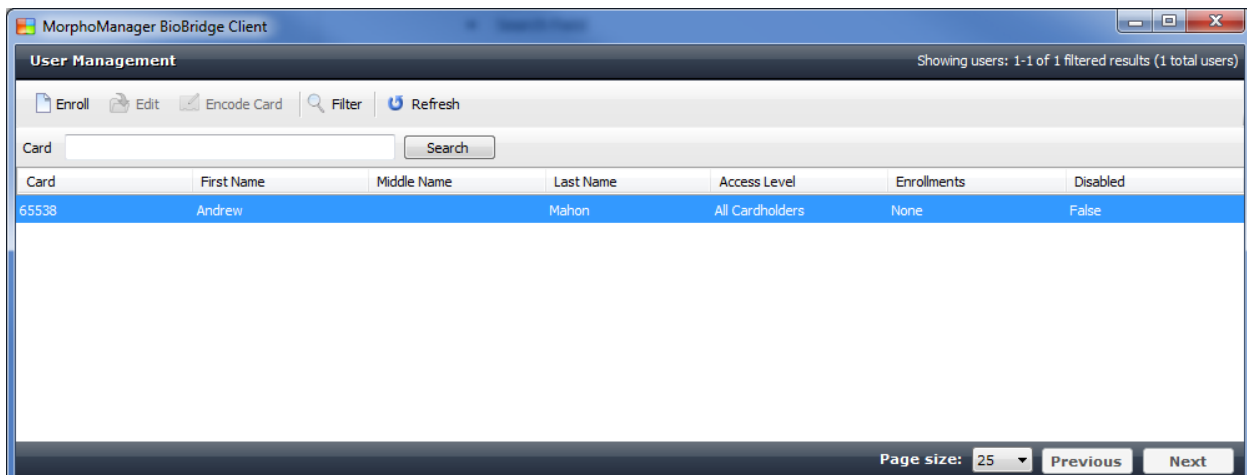 MorphoManager BioBridge Client
User Management Showing users: 1-1 of 1 filtered results (1 total users)
Enroll Edit Encode Card Filter Refresh
Card Search
Card First Name Middle Name Last Name Access Level Enrollments Disabled
65538 Andrew Mahon All Cardholders None False
Page size: 25 Previous Next